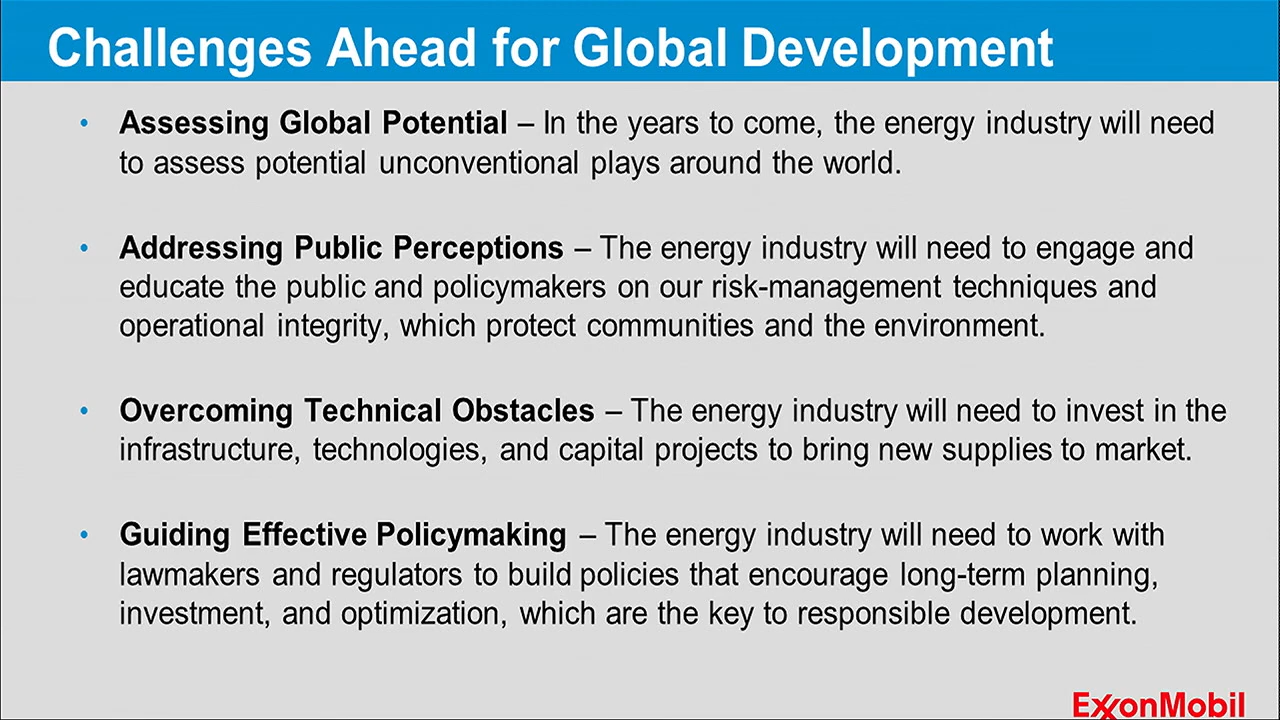 Challenges Ahead for Global Development
• Assessing Global Potential – In the years to come, the energy industry will need
to assess potential unconventional plays around the world.
• Addressing Public Perceptions – The energy industry will need to engage and
educate the public and policymakers on our risk-management techniques and
operational integrity, which protect communities and the environment.
• Overcoming Technical Obstacles – The energy industry will need to invest in the
infrastructure, technologies, and capital projects to bring new supplies to market.
• Guiding Effective Policymaking – The energy industry will need to work with
lawmakers and regulators to build policies that encourage long-term planning,
investment, and optimization, which are the key to responsible development.
ExxonMobil